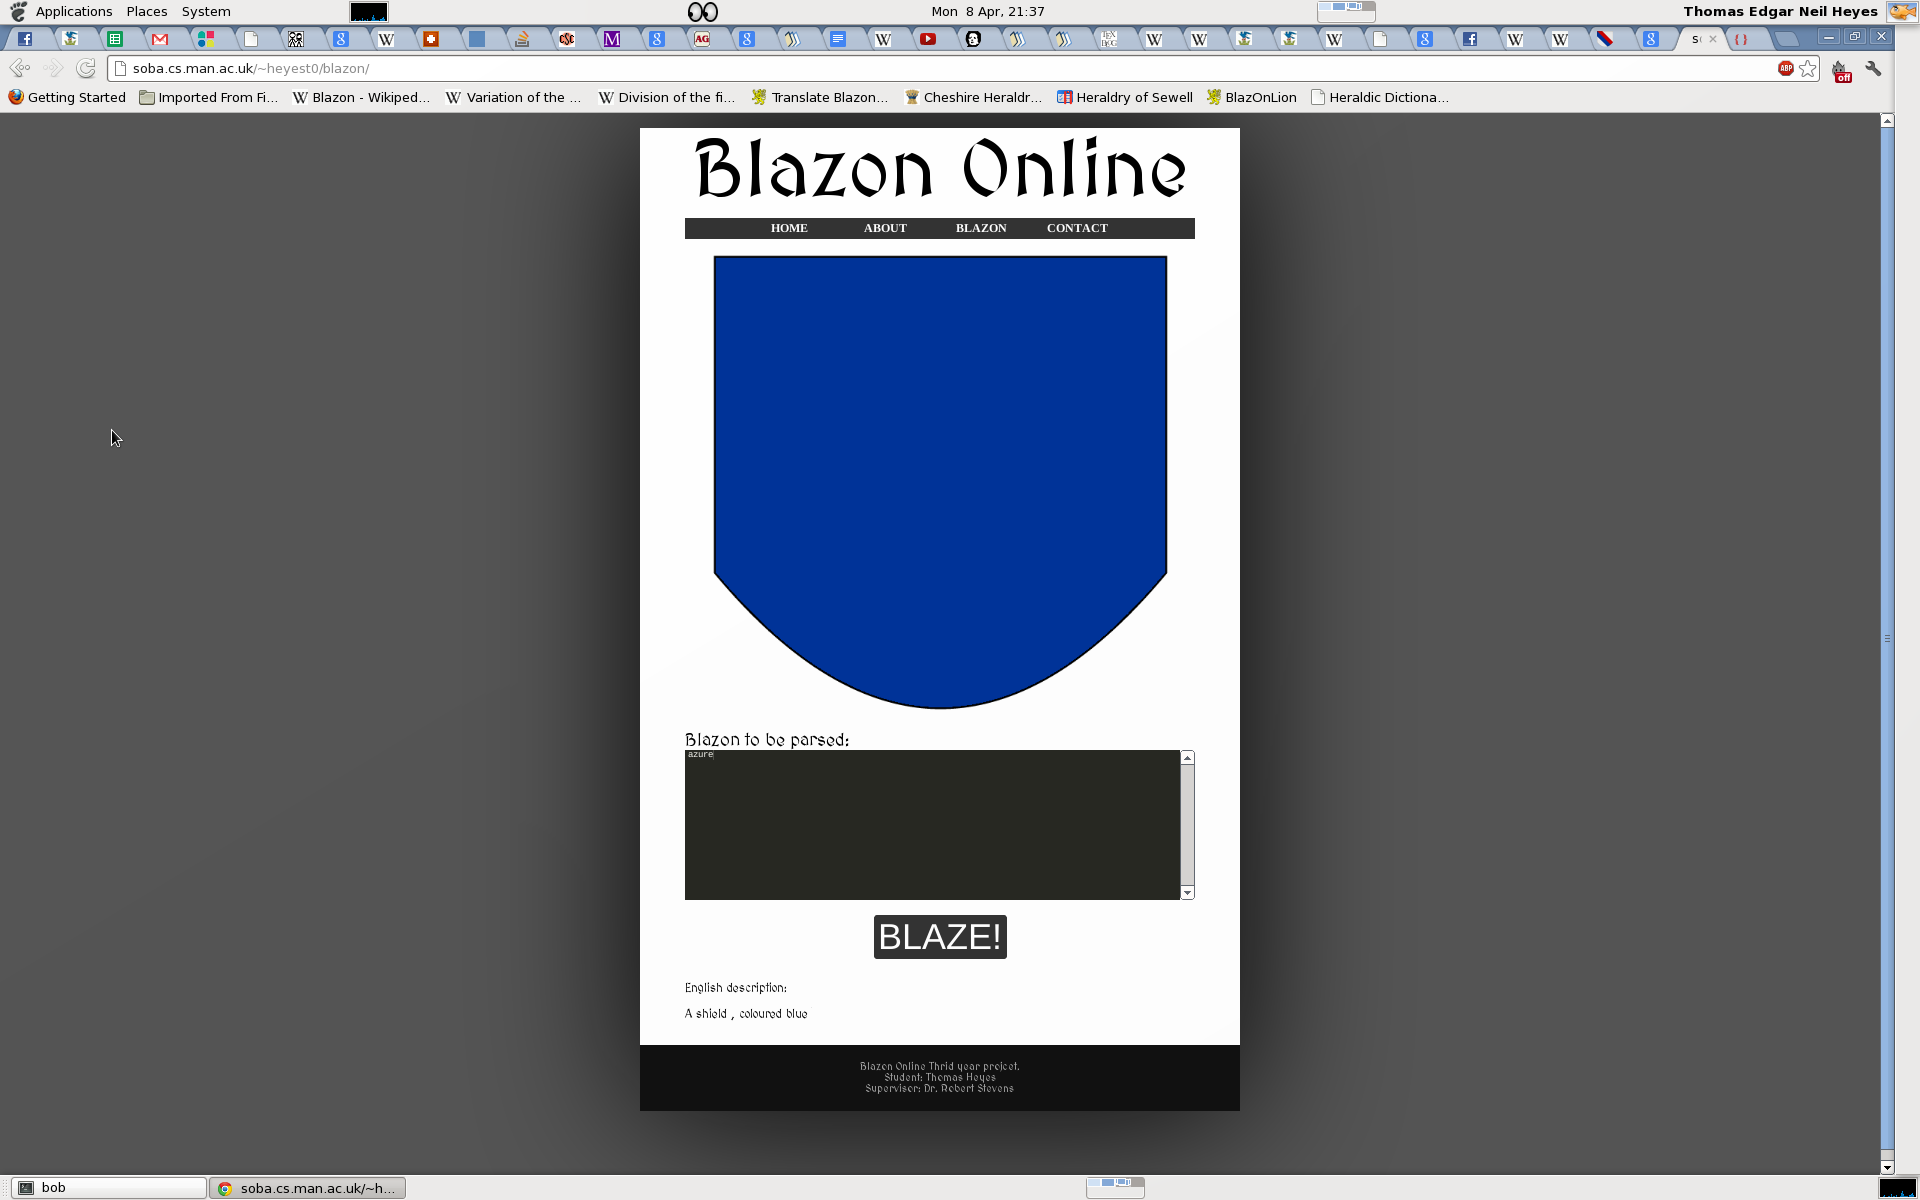 Applications Places System
Mon 8 Apr, 21:37
Thomas Edgar Neil Heyes
soba.cs.man.ac.uk/~heyest0/blazon/
ABP
off
Getting Started
Imported From Fi...
Blazon - Wikiped...
Variation of the ...
Division of the fi...
Translate Blazon...
Cheshire Heraldr...
Heraldry of Sewell
BlazOnLion
Heraldic Dictiona...
Blazon Online
HOME ABOUT BLAZON CONTACT
Blazon to be parsed:
azure
BLAZE!
English description:
A shield , coloured blue
Blazon Online Thrid year project.
Student: Thomas Heyes
Supervisor: Dr. Robert Stevens
bob
soba.cs.man.ac.uk/~h...